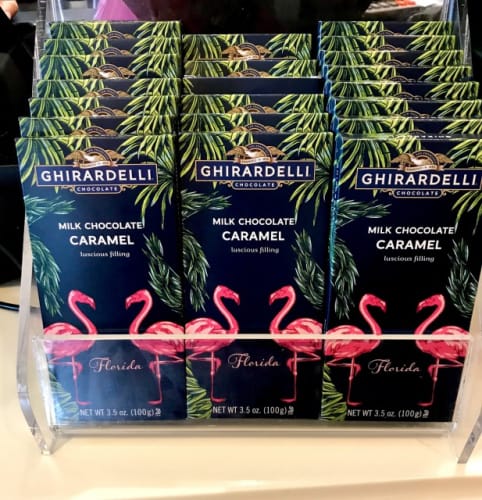 GHIRARDELLI
CHOCOLATE
MILK CHOCOLATE
CARAMEL
luscious filling
Florida
NET WT 3.5 oz. (100g)
GHIRARDELLI
CHOCOLATE
MILK CHOCOLATE
CARAMEL
luscious filling
Florida
NET WT 3.5 oz. (100g)
GHIRARDELLI
CHOCOLATE
MILK CHOCOLATE
CARAMEL
luscious filling
Florida
NET WT 3.5 oz. (100g)